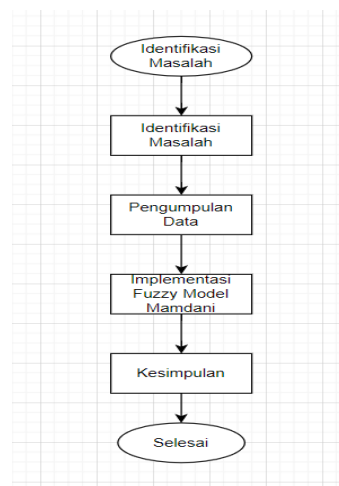 Identifikasi
Masalah
Identifikasi
Masalah
Pengumpulan
Data
Implementasi
Fuzzy Model
Mamdani
Kesimpulan
Selesai